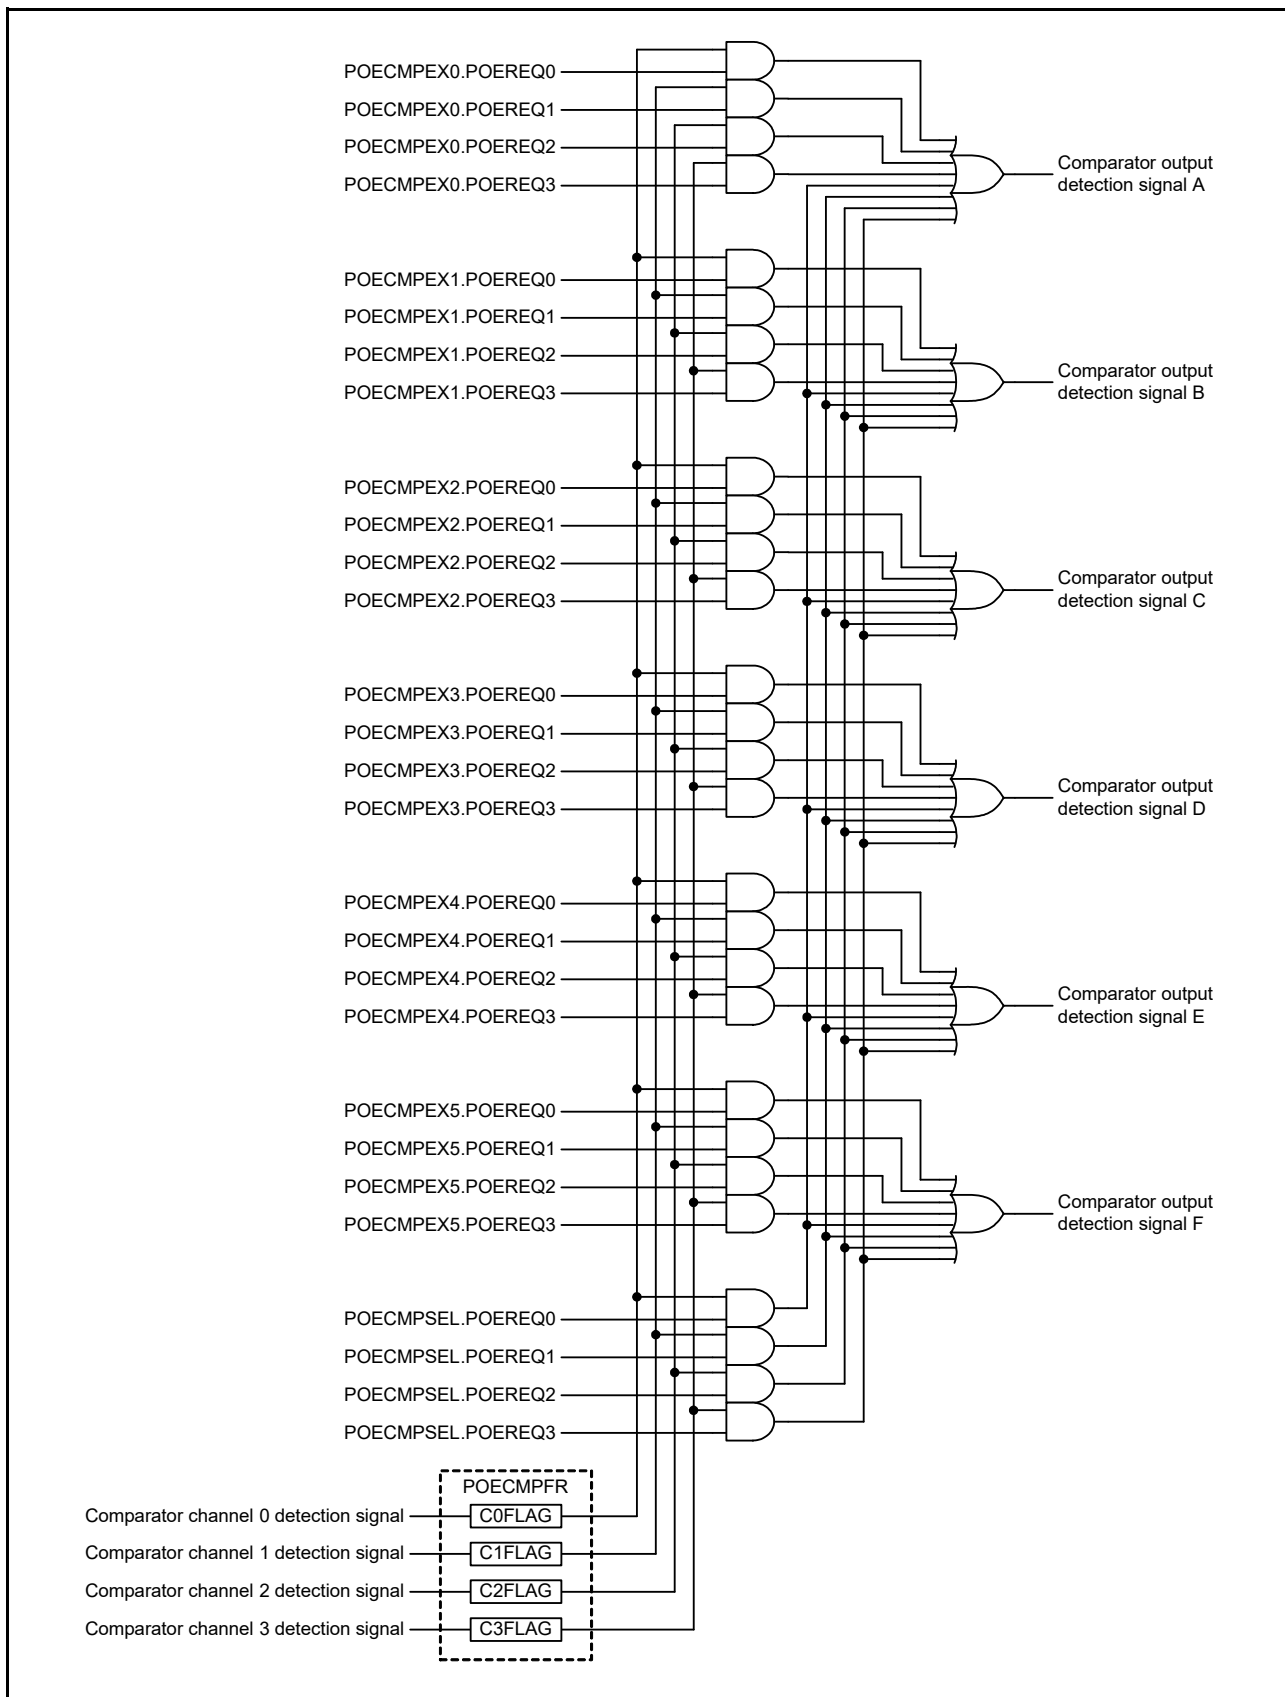 POECMPEX0.POEREQ0
POECMPEX0.POEREQ1
POECMPEX0.POEREQ2
POECMPEX0.POEREQ3
Comparator output
detection signal A
POECMPEX1.POEREQ0
POECMPEX1.POEREQ1
POECMPEX1.POEREQ2
POECMPEX1.POEREQ3
Comparator output
detection signal B
POECMPEX2.POEREQ0
POECMPEX2.POEREQ1
POECMPEX2.POEREQ2
POECMPEX2.POEREQ3
Comparator output
detection signal C
POECMPEX3.POEREQ0
POECMPEX3.POEREQ1
POECMPEX3.POEREQ2
POECMPEX3.POEREQ3
Comparator output
detection signal D
POECMPEX4.POEREQ0
POECMPEX4.POEREQ1
POECMPEX4.POEREQ2
POECMPEX4.POEREQ3
Comparator output
detection signal E
POECMPEX5.POEREQ0
POECMPEX5.POEREQ1
POECMPEX5.POEREQ2
POECMPEX5.POEREQ3
Comparator output
detection signal F
POECMPSEL.POEREQ0
POECMPSEL.POEREQ1
POECMPSEL.POEREQ2
POECMPSEL.POEREQ3
POECMPFR
Comparator channel 0 detection signal
C0FLAG
Comparator channel 1 detection signal
C1FLAG
Comparator channel 2 detection signal
C2FLAG
Comparator channel 3 detection signal
C3FLAG